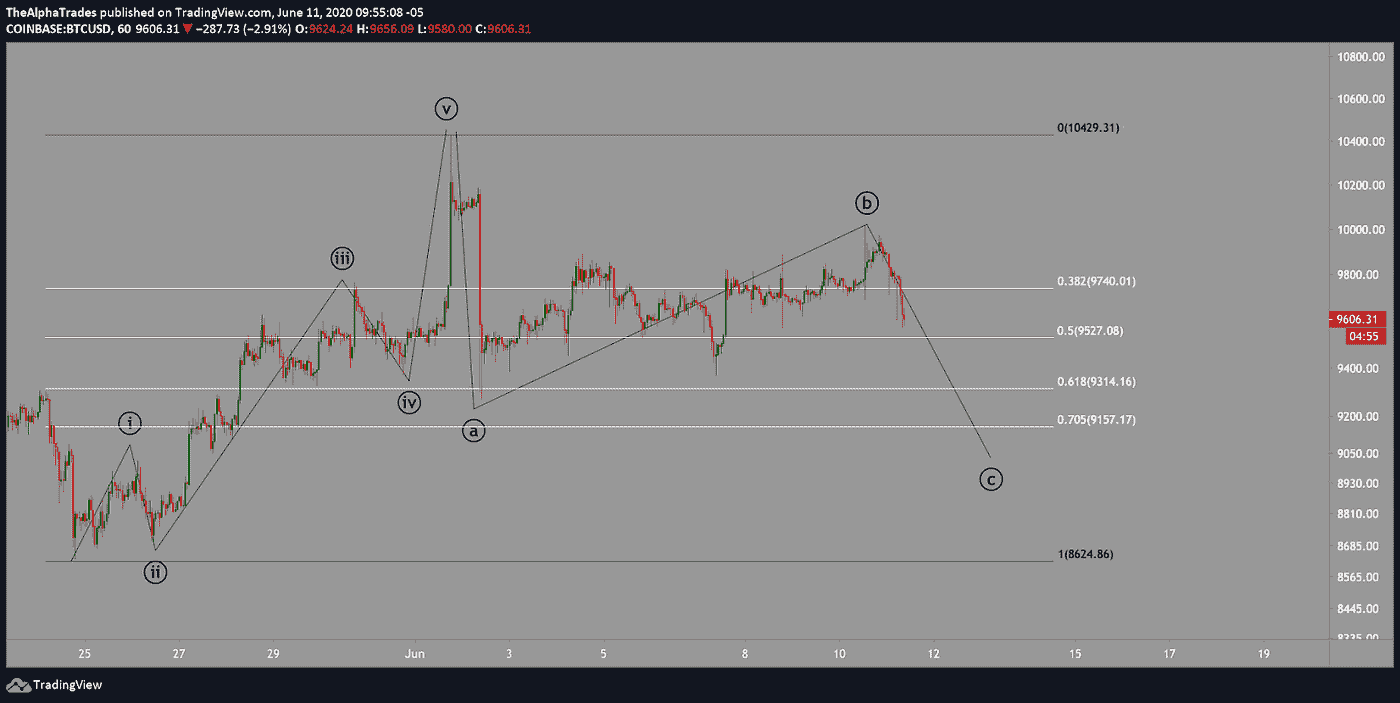 TheAlphaTrades published on TradingView.com, June 11, 2020 09:55:08 -05
COINBASE:BTCUSD, 60 9606.31 ▼ −287.73 (−2.91%) O:9624.24 H:9656.09 L:9580.00 C:9606.31
10800.00
10600.00
v
0(10429.31)
10400.00
10200.00
b
10000.00
iii
9800.00
0.382(9740.01)
9606.31
04:55
0.5(9527.08)
9400.00
0.618(9314.16)
iv
9200.00
i
0.705(9157.17)
a
9050.00
c
8930.00
8810.00
8685.00
1(8624.86)
ii
8565.00
8445.00
8335.00
25 27 29 Jun 3 5 8 10 12 15 17 19
TradingView